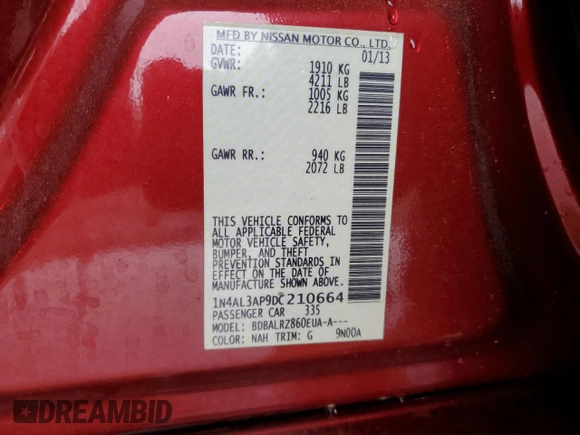 MFD BY NISSAN MOTOR CO., LTD.
DATE: 01/13
GVWR: 1910 KG
4211 LB
GAWR FR.: 1005 KG
2216 LB
GAWR RR.: 940 KG
2072 LB
THIS VEHICLE CONFORMS TO
ALL APPLICABLE FEDERAL
MOTOR VEHICLE SAFETY,
BUMPER, AND THEFT
PREVENTION STANDARDS IN
EFFECT ON THE DATE OF
MANUFACTURE SHOWN ABOVE.
1N4AL3AP9DC210664
PASSENGER CAR 335
MODEL: BDBALRZ860EUA-A---
COLOR: NAH TRIM: G 9N00A
DREAMBID